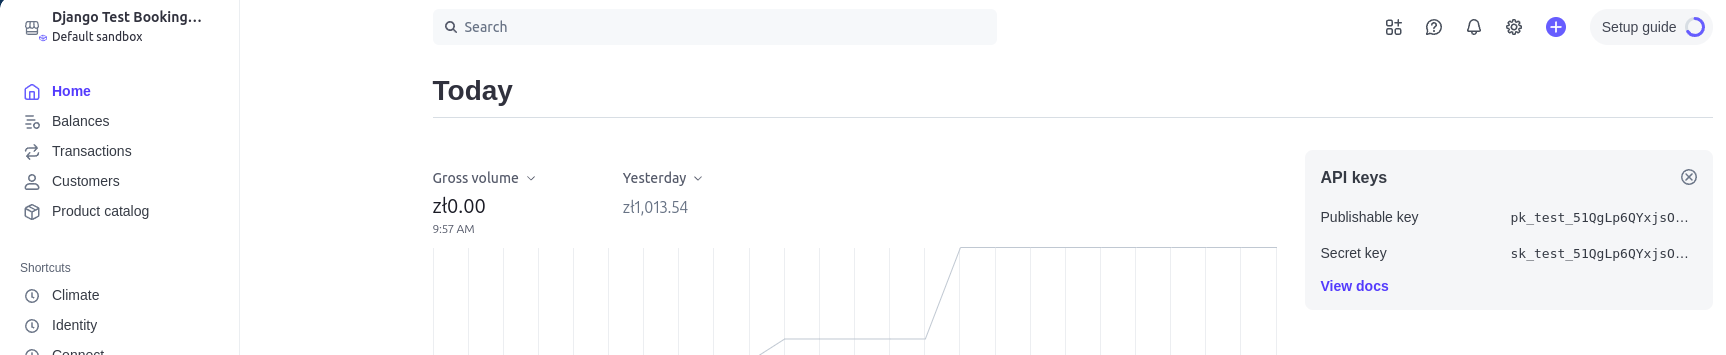 Django Test Booking...
Default sandbox
Search
Setup guide
Home
Balances
Transactions
Customers
Product catalog
Shortcuts
Climate
Identity
Connect
Today
Gross volume
zł0.00
9:57 AM
Yesterday
zł1,013.54
API keys
Publishable key pk_test_51QgLp6QYxjsO...
Secret key sk_test_51QgLp6QYxjsO...
View docs